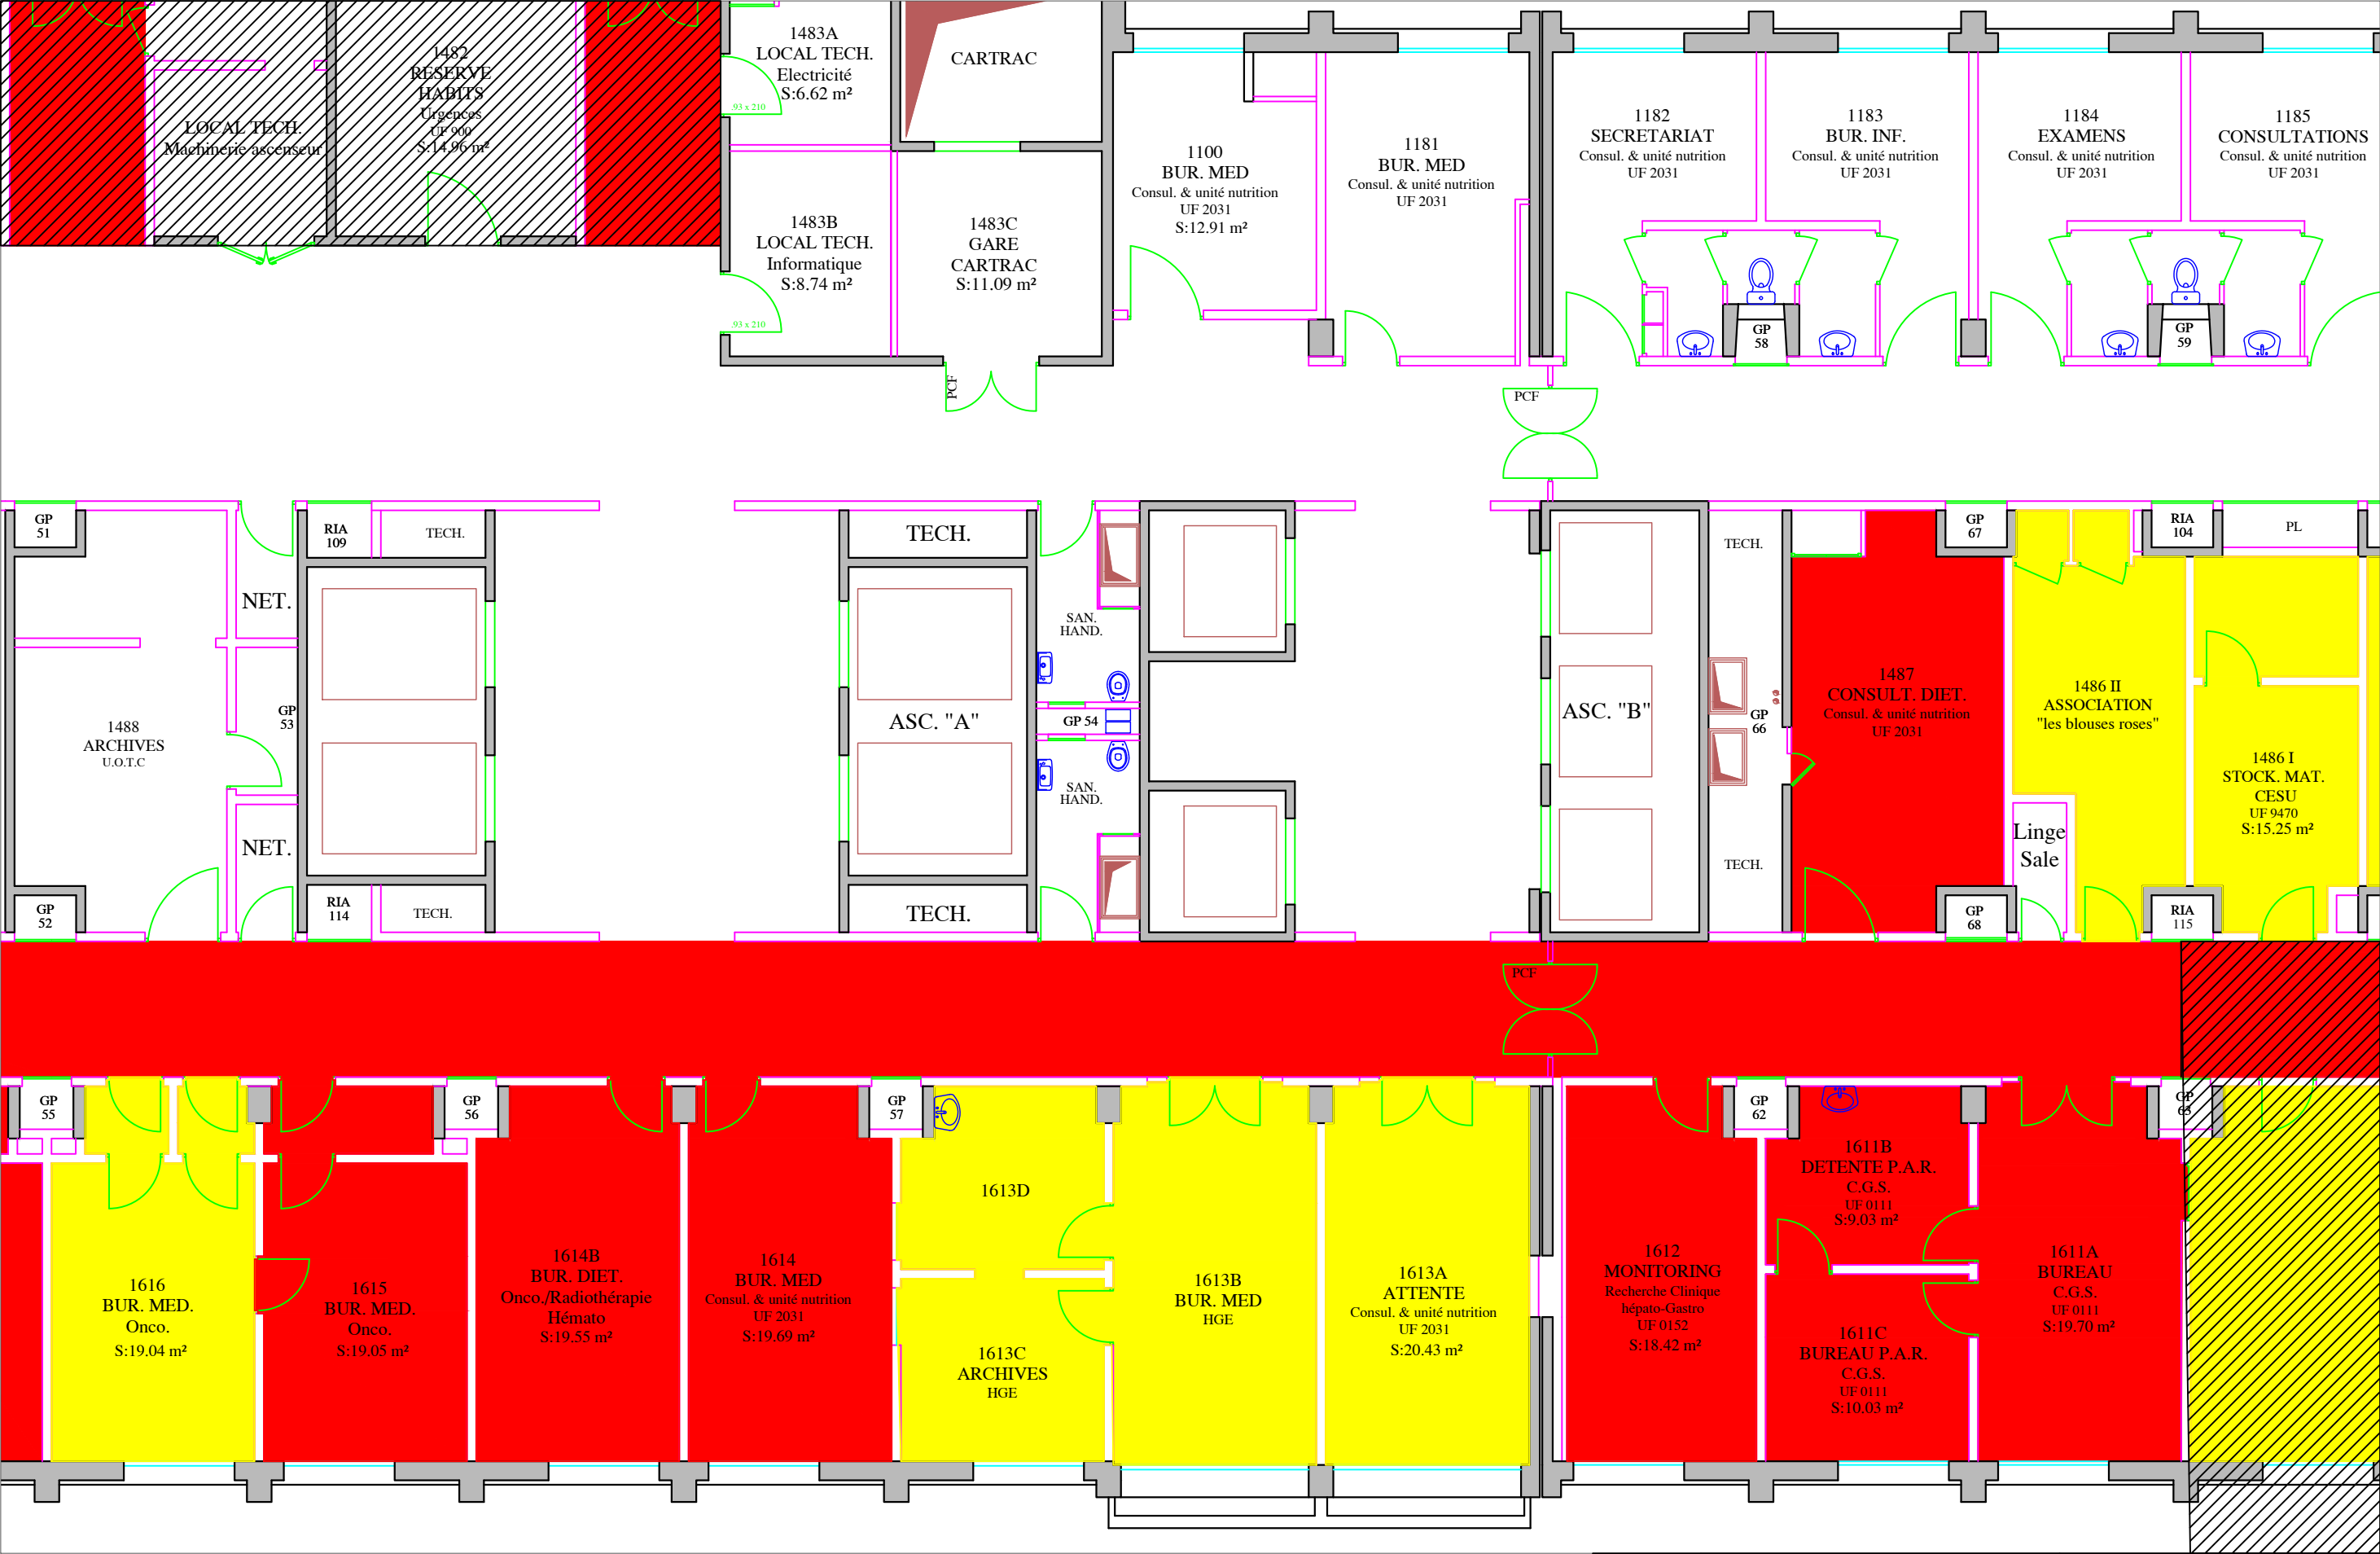 1482
RESERVE
HABITS
Urgences
UF 900
S:14.96 m²
LOCAL TECH.
Machinerie ascenseur
1483A
LOCAL TECH.
Electricité
S:6.62 m²
.93 x 210
CARTRAC
1483B
LOCAL TECH.
Informatique
S:8.74 m²
.93 x 210
1483C
GARE
CARTRAC
S:11.09 m²
PCF
1100
BUR. MED
Consul. & unité nutrition
UF 2031
S:12.91 m²
1181
BUR. MED
Consul. & unité nutrition
UF 2031
1182
SECRETARIAT
Consul. & unité nutrition
UF 2031
1183
BUR. INF.
Consul. & unité nutrition
UF 2031
1184
EXAMENS
Consul. & unité nutrition
UF 2031
1185
CONSULTATIONS
Consul. & unité nutrition
UF 2031
GP
58
GP
59
PCF
GP
51
RIA
109
TECH.
TECH.
TECH.
GP
67
RIA
104
PL
NET.
SAN.
HAND.
1488
ARCHIVES
U.O.T.C
GP
53
ASC. "A"
GP 54
ASC. "B"
GP
66
1487
CONSULT. DIET.
Consul. & unité nutrition
UF 2031
1486 II
ASSOCIATION
"les blouses roses"
1486 I
STOCK. MAT.
CESU
UF 9470
S:15.25 m²
SAN.
HAND.
NET.
Linge
Sale
TECH.
GP
52
RIA
114
TECH.
TECH.
GP
68
RIA
115
PCF
GP
55
GP
56
GP
57
GP
62
GP
63
1616
BUR. MED.
Onco.
S:19.04 m²
1615
BUR. MED.
Onco.
S:19.05 m²
1614B
BUR. DIET.
Onco./Radiothérapie
Hémato
S:19.55 m²
1614
BUR. MED
Consul. & unité nutrition
UF 2031
S:19.69 m²
1613D
1613C
ARCHIVES
HGE
1613B
BUR. MED
HGE
1613A
ATTENTE
Consul. & unité nutrition
UF 2031
S:20.43 m²
1612
MONITORING
Recherche Clinique
hépato-Gastro
UF 0152
S:18.42 m²
1611B
DETENTE P.A.R.
C.G.S.
UF 0111
S:9.03 m²
1611C
BUREAU P.A.R.
C.G.S.
UF 0111
S:10.03 m²
1611A
BUREAU
C.G.S.
UF 0111
S:19.70 m²